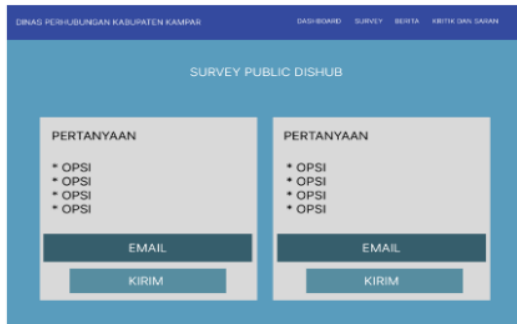 DINAS PERHUBUNGAN KABUPATEN KAMPAR
DASHBOARD SURVEY BERITA KRITIK DAN SARAN
SURVEY PUBLIC DISHUB
PERTANYAAN
* OPSI
* OPSI
* OPSI
* OPSI
EMAIL
KIRIM
PERTANYAAN
* OPSI
* OPSI
* OPSI
* OPSI
EMAIL
KIRIM